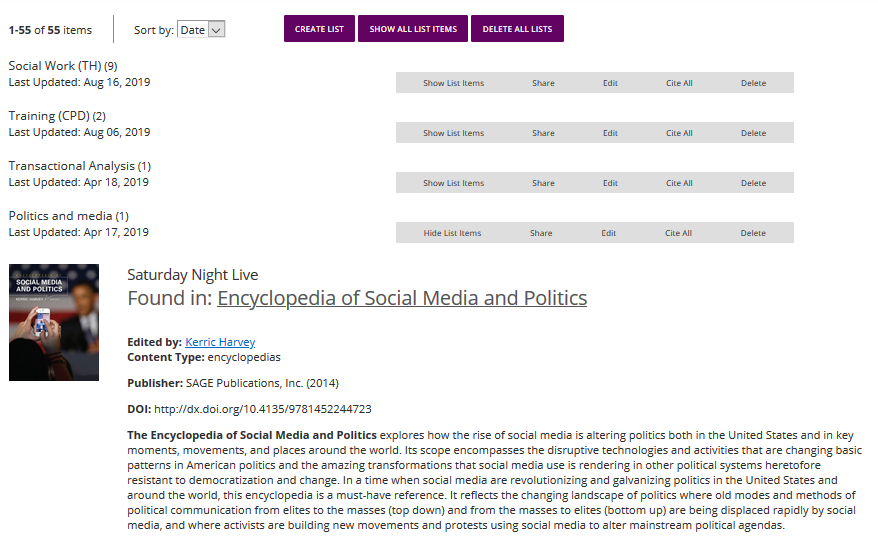 1-55 of 55 items Sort by: Date CREATE LIST SHOW ALL LIST ITEMS DELETE ALL LISTS
Social Work (TH) (9)
Last Updated: Aug 16, 2019 Show List Items Share Edit Cite All Delete
Training (CPD) (2)
Last Updated: Aug 06, 2019 Show List Items Share Edit Cite All Delete
Transactional Analysis (1)
Last Updated: Apr 18, 2019 Show List Items Share Edit Cite All Delete
Politics and media (1)
Last Updated: Apr 17, 2019 Hide List Items Share Edit Cite All Delete
SOCIAL MEDIA
AND POLITICS
KERRIC HARVEY
Saturday Night Live
Found in: Encyclopedia of Social Media and Politics
Edited by: Kerric Harvey
Content Type: encyclopedias
Publisher: SAGE Publications, Inc. (2014)
DOI: http://dx.doi.org/10.4135/9781452244723
The Encyclopedia of Social Media and Politics explores how the rise of social media is altering politics both in the United States and in key
moments, movements, and places around the world. Its scope encompasses the disruptive technologies and activities that are changing basic
patterns in American politics and the amazing transformations that social media use is rendering in other political systems heretofore
resistant to democratization and change. In a time when social media are revolutionizing and galvanizing politics in the United States and
around the world, this encyclopedia is a must-have reference. It reflects the changing landscape of politics where old modes and methods of
political communication from elites to the masses (top down) and from the masses to elites (bottom up) are being displaced rapidly by social
media, and where activists are building new movements and protests using social media to alter mainstream political agendas.